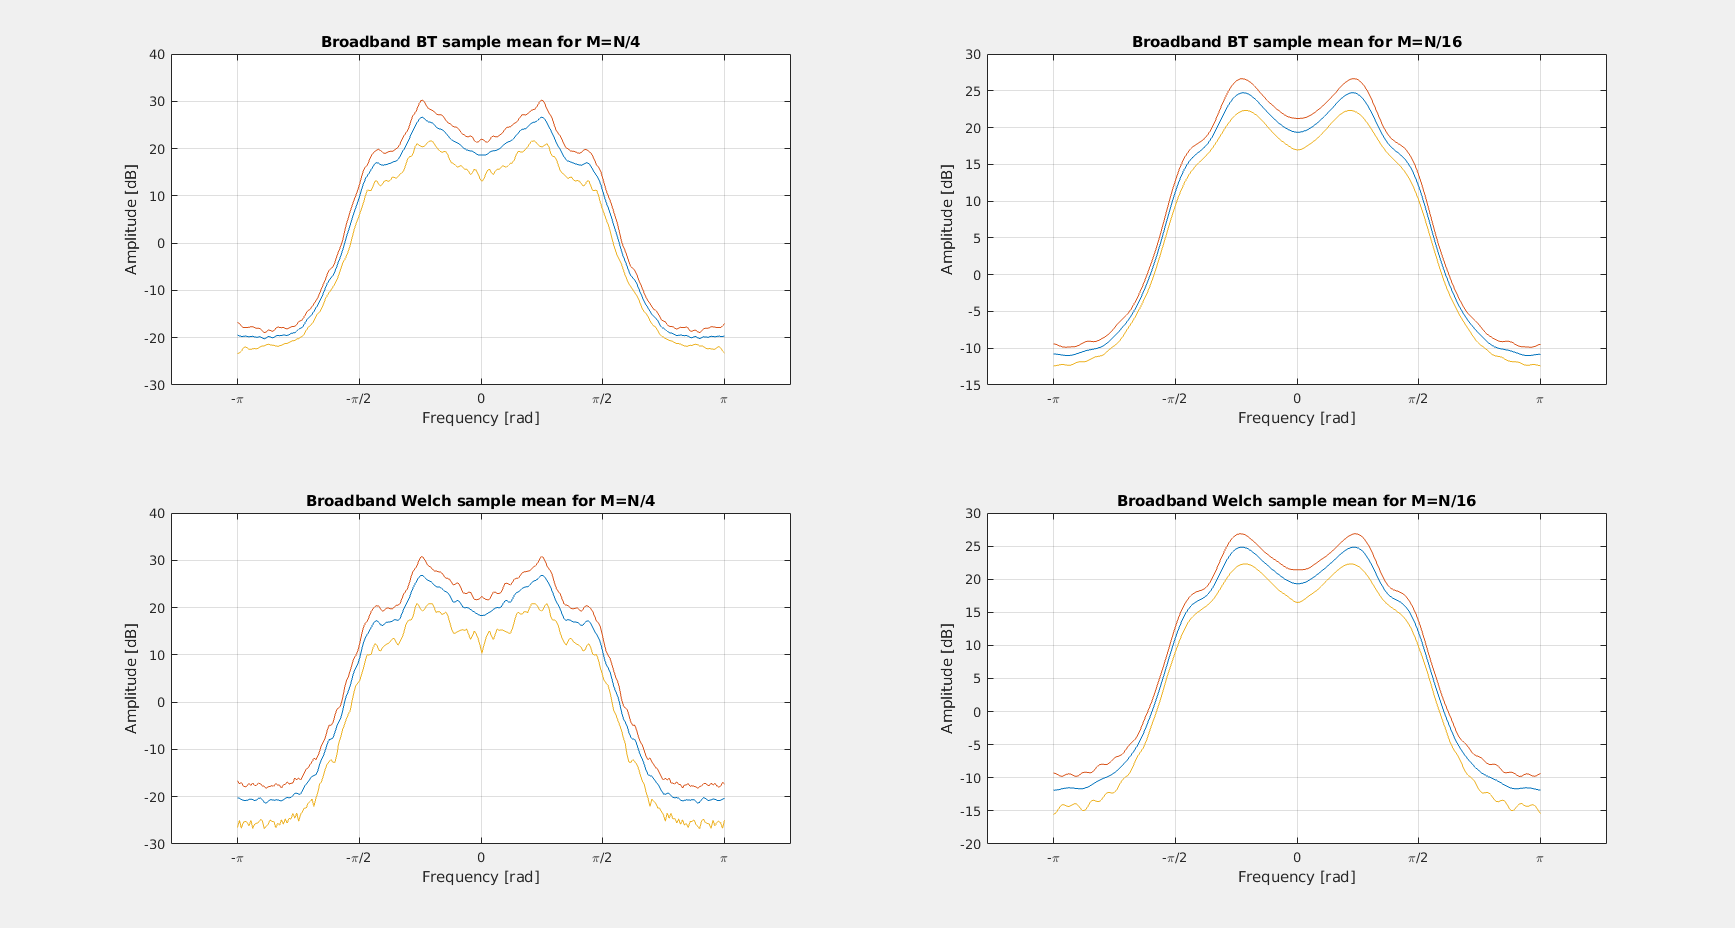 Broadband BT sample mean for M=N/4
40
30
20
10
0
-10
-20
-30
Amplitude [dB]
-π -π/2 0 π/2 π
Frequency [rad]
Broadband BT sample mean for M=N/16
30
25
20
15
10
5
0
-5
-10
-15
Amplitude [dB]
-π -π/2 0 π/2 π
Frequency [rad]
Broadband Welch sample mean for M=N/4
40
30
20
10
0
-10
-20
-30
Amplitude [dB]
-π -π/2 0 π/2 π
Frequency [rad]
Broadband Welch sample mean for M=N/16
30
25
20
15
10
5
0
-5
-10
-15
-20
Amplitude [dB]
-π -π/2 0 π/2 π
Frequency [rad]